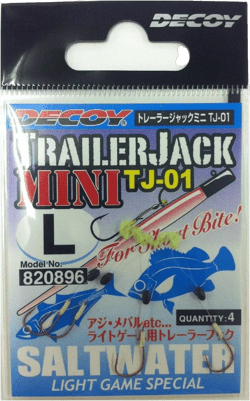 DECOY
DECOY
トレーラージャックミニ TJ-01
TRAILERJACK
MINI TJ-01
L
For Short Bite!
Model No.
820896
アジ・メバルetc...
ライトゲーム用トレーラーフック
QUANTITY:4
SALTWATER
LIGHT GAME SPECIAL